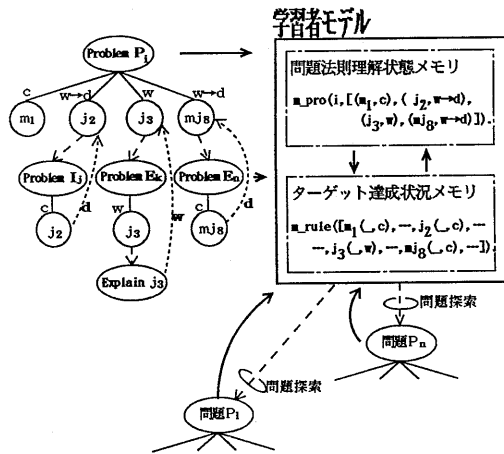 学習者モデル
Problem P1
c
w→d
w
w→d
m1
j2
j3
mj8
Problem Ij
Problem Ek
Problem En
c
d
w
w
c
d
j2
j3
mj8
Explain j3
問題法則理解状態メモリ
m_pro(i,[(m1,c),( j2,w→d),
(j3,w),(mj8,w→d)]).
ターゲット達成状況メモリ
m_rule([m1(_,c),…,j2(_,c),…
…,j3(_,w),…,mj8(_,c),…]).
問題探索
問題Pn
問題探索
問題P1